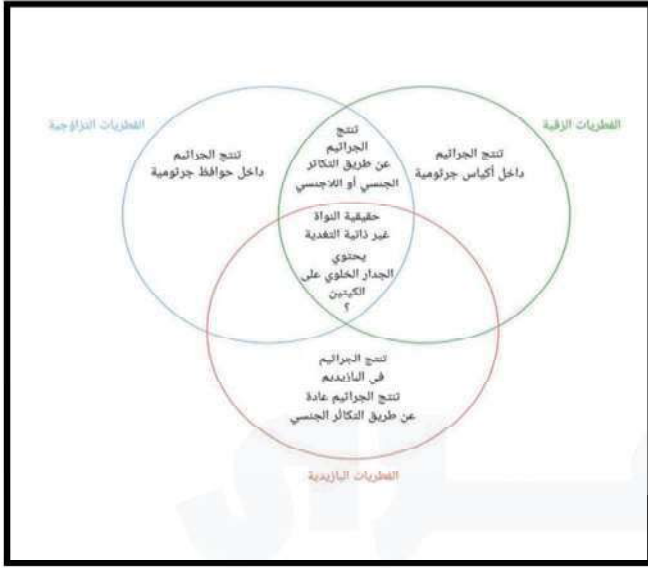 الفطريات التزاوجية
الفطريات الزقية
تنتج
الجراثيم
عن طريق التكاثر
الجنسي أو اللاجنسي
تنتج الجراثيم
داخل أكياس جرثومية
تنتج الجراثيم
داخل حوافظ جرثومية
حقيقية النواة
غير ذاتية التغذية
يحتوي
الجدار الخلوي على
الكيتين
؟
تنتج الجراثيم
في البازيديم
تنتج الجراثيم عادة
عن طريق التكاثر الجنسي
الفطريات البازيدية